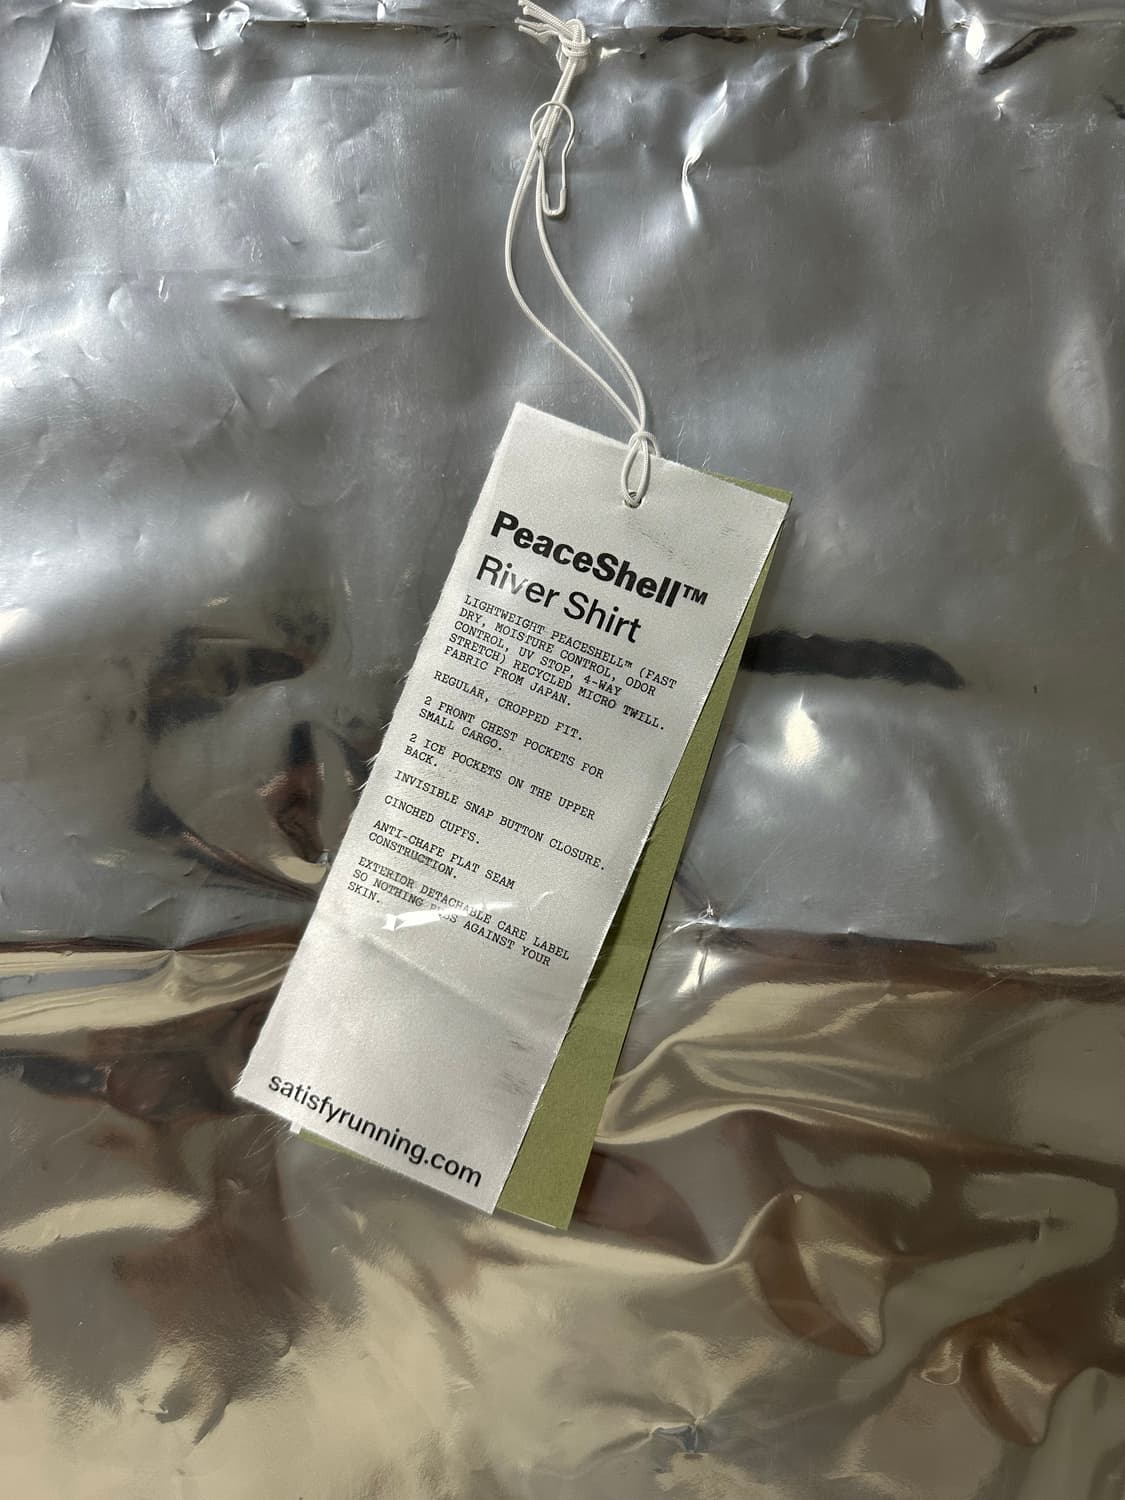 PeaceShell™
River Shirt
LIGHTWEIGHT PEACESHELL™ (FAST
DRY, MOISTURE CONTROL, ODOR
CONTROL, UV STOP, 4-WAY
STRETCH) RECYCLED MICRO TWILL.
FABRIC FROM JAPAN.
REGULAR, CROPPED FIT.
2 FRONT CHEST POCKETS FOR
SMALL CARGO.
2 ICE POCKETS ON THE UPPER
BACK.
INVISIBLE SNAP BUTTON CLOSURE.
CINCHED CUFFS.
ANTI-CHAFE FLAT SEAM
CONSTRUCTION.
EXTERIOR DETACHABLE CARE LABEL
SO NOTHING RUBS AGAINST YOUR
SKIN.
satisfyrunning.com